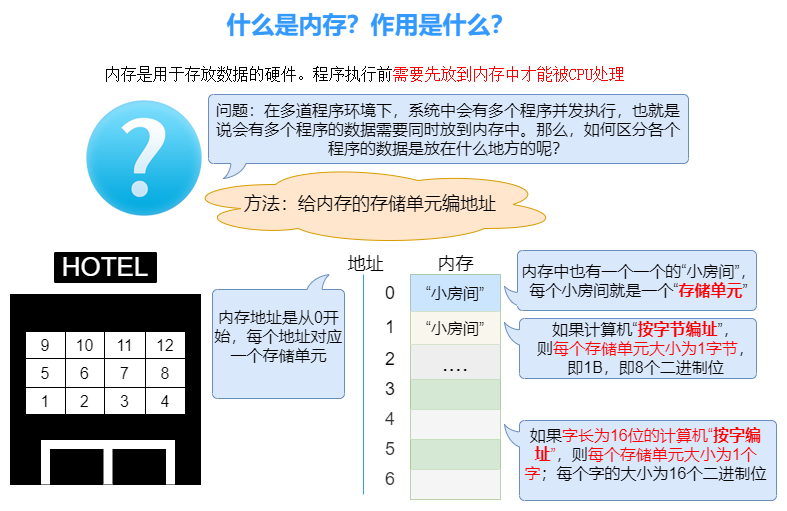 什么是内存？作用是什么？
内存是用于存放数据的硬件。程序执行前需要先放到内存中才能被CPU处理
?
问题：在多道程序环境下，系统中会有多个程序并发执行，也就是
说会有多个程序的数据需要同时放到内存中。那么，如何区分各个
程序的数据是放在什么地方的呢？
方法：给内存的存储单元编地址
HOTEL
9 10 11 12
5 6 7 8
1 2 3 4
内存地址是从0开
始，每个地址对应
一个存储单元
地址 内存
0 “小房间”
1 “小房间”
2 ....
3
4
5
6
内存中也有一个一个的“小房间”，
每个小房间就是一个“存储单元”
如果计算机“按字节编址”，
则每个存储单元大小为1字节，
即1B，即8个二进制位
如果字长为16位的计算机“按字编
址”，则每个存储单元大小为1个
字；每个字的大小为16个二进制位